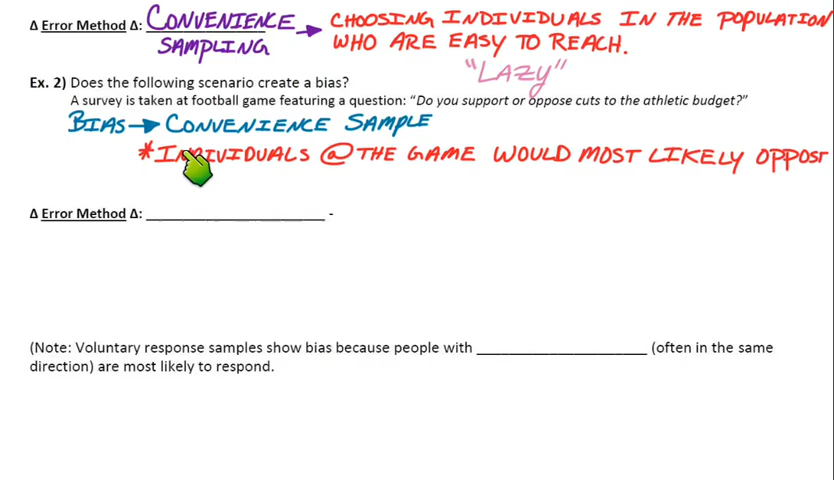 Δ Error Method Δ: CONVENIENCE SAMPLING → CHOOSING INDIVIDUALS IN THE POPULATION
WHO ARE EASY TO REACH.
"LAZY"
Ex. 2) Does the following scenario create a bias?
A survey is taken at football game featuring a question: "Do you support or oppose cuts to the athletic budget?"
BIAS → CONVENIENCE SAMPLE
*INDIVIDUALS @ THE GAME WOULD MOST LIKELY OPPOS
Δ Error Method Δ: ________________________ -
(Note: Voluntary response samples show bias because people with ________________________ (often in the same
direction) are most likely to respond.